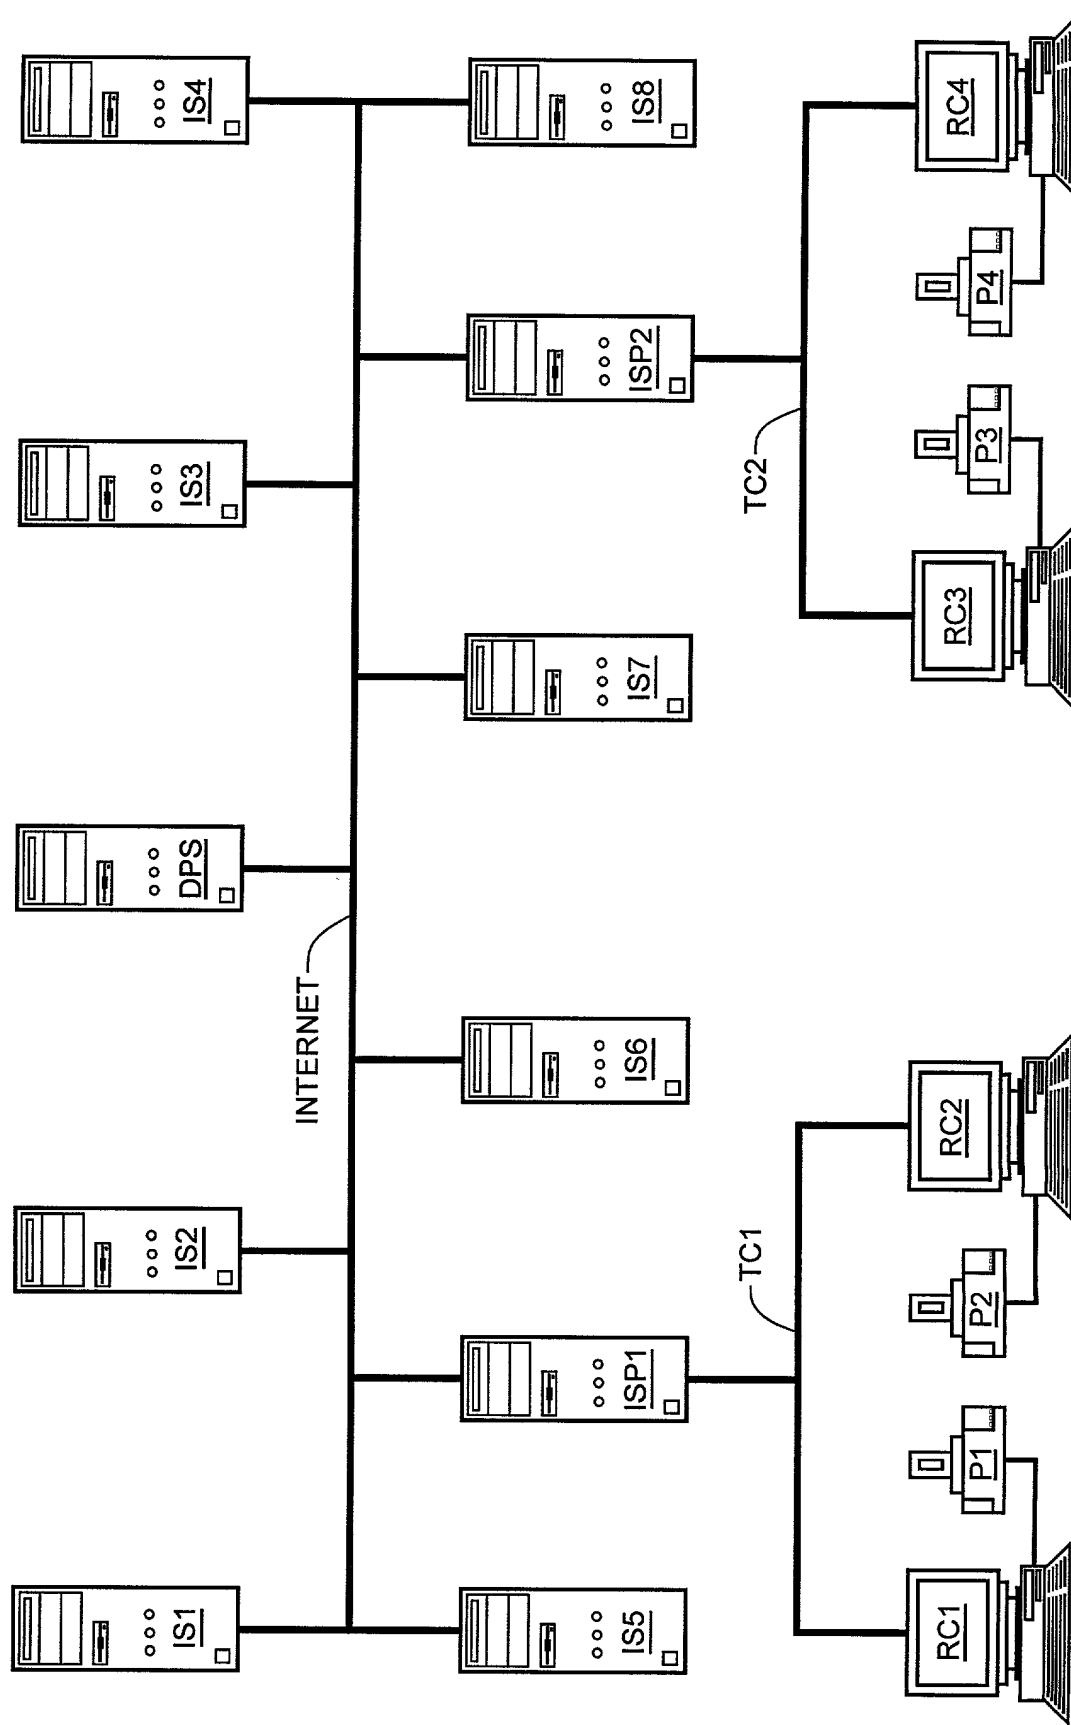 IS1
IS2
DPS
IS3
IS4
INTERNET
IS5
ISP1
IS6
IS7
ISP2
IS8
TC1
TC2
RC1
P1
P2
RC2
RC3
P3
P4
RC4